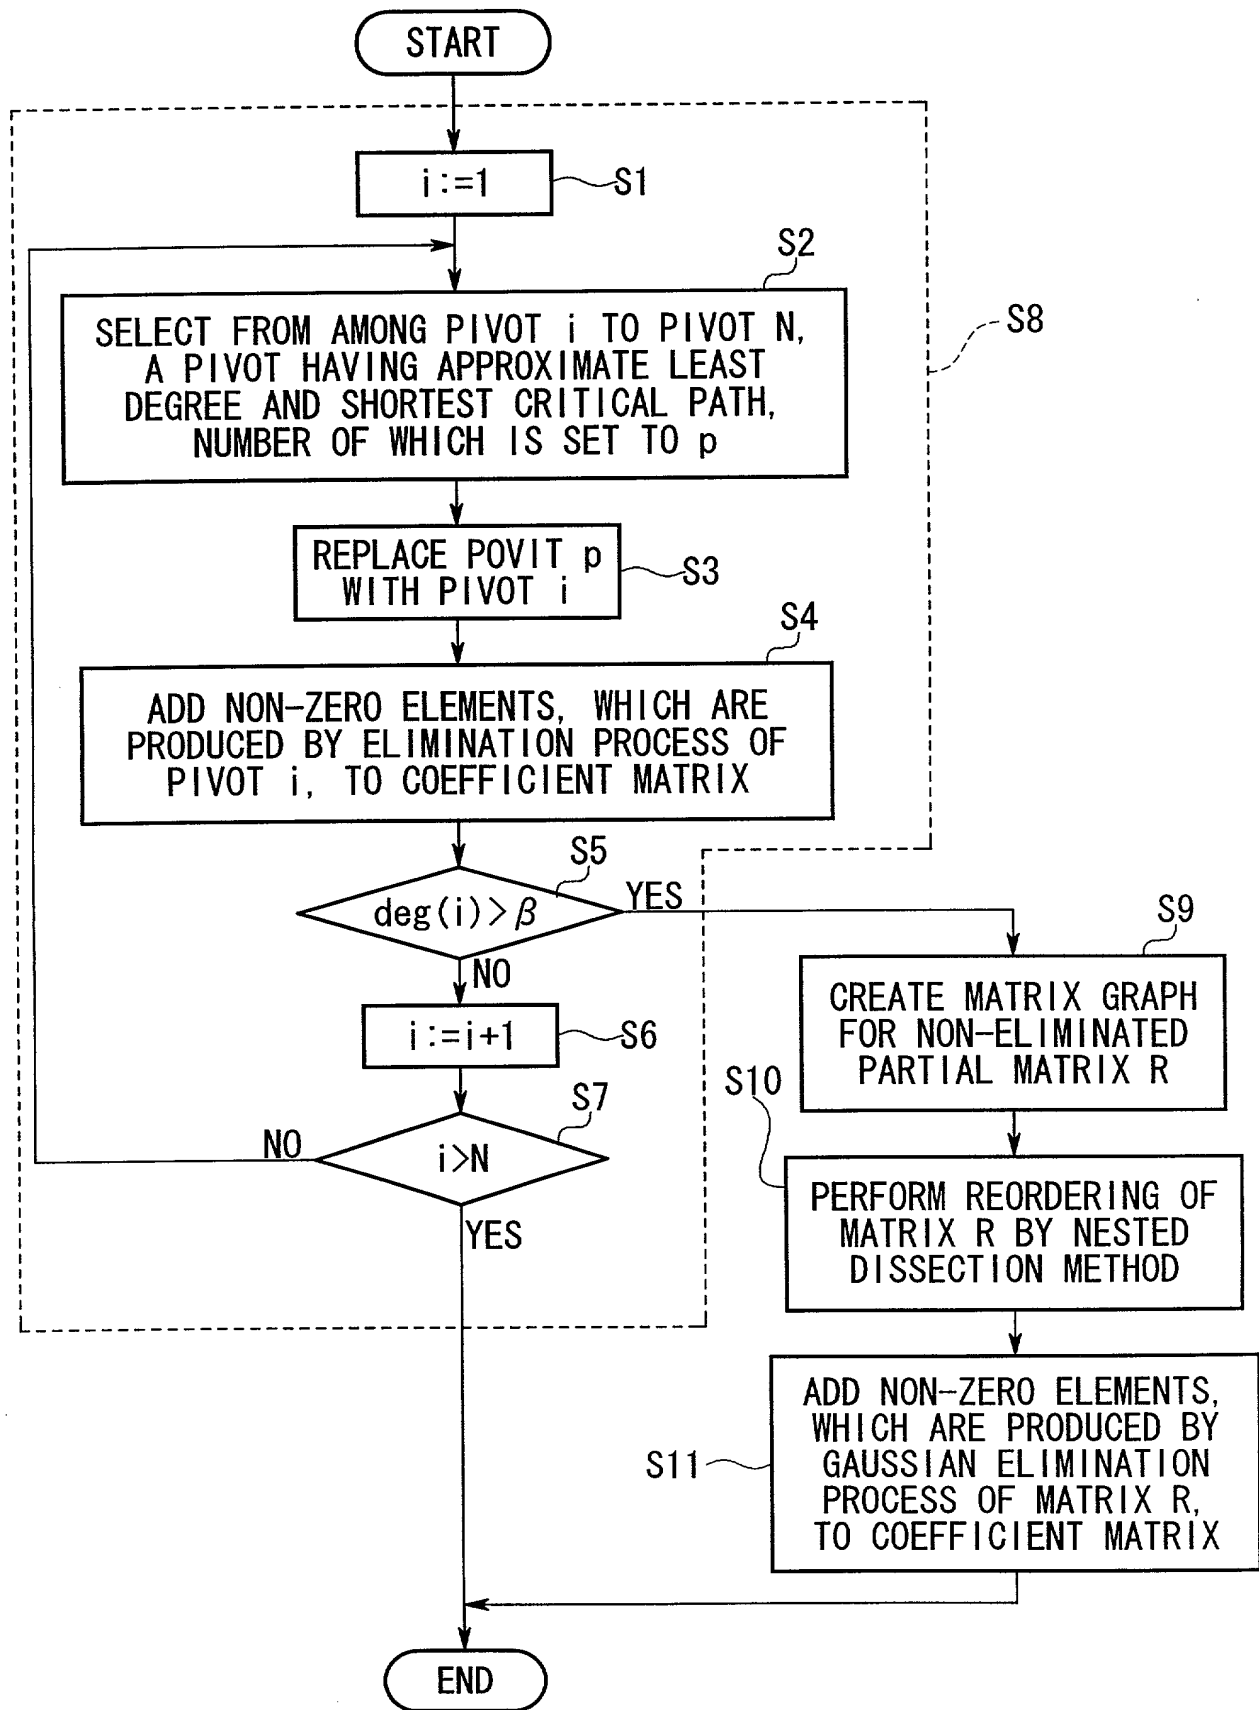 START
i:=1
S1
S2
SELECT FROM AMONG PIVOT i TO PIVOT N,
A PIVOT HAVING APPROXIMATE LEAST
DEGREE AND SHORTEST CRITICAL PATH,
NUMBER OF WHICH IS SET TO p
S8
REPLACE POVIT p
WITH PIVOT i
S3
S4
ADD NON-ZERO ELEMENTS, WHICH ARE
PRODUCED BY ELIMINATION PROCESS OF
PIVOT i, TO COEFFICIENT MATRIX
S5
deg(i)>β
YES
NO
i:=i+1
S6
S7
i>N
NO
YES
S9
CREATE MATRIX GRAPH
FOR NON-ELIMINATED
PARTIAL MATRIX R
S10
PERFORM REORDERING OF
MATRIX R BY NESTED
DISSECTION METHOD
ADD NON-ZERO ELEMENTS,
WHICH ARE PRODUCED BY
GAUSSIAN ELIMINATION
PROCESS OF MATRIX R,
TO COEFFICIENT MATRIX
S11
END